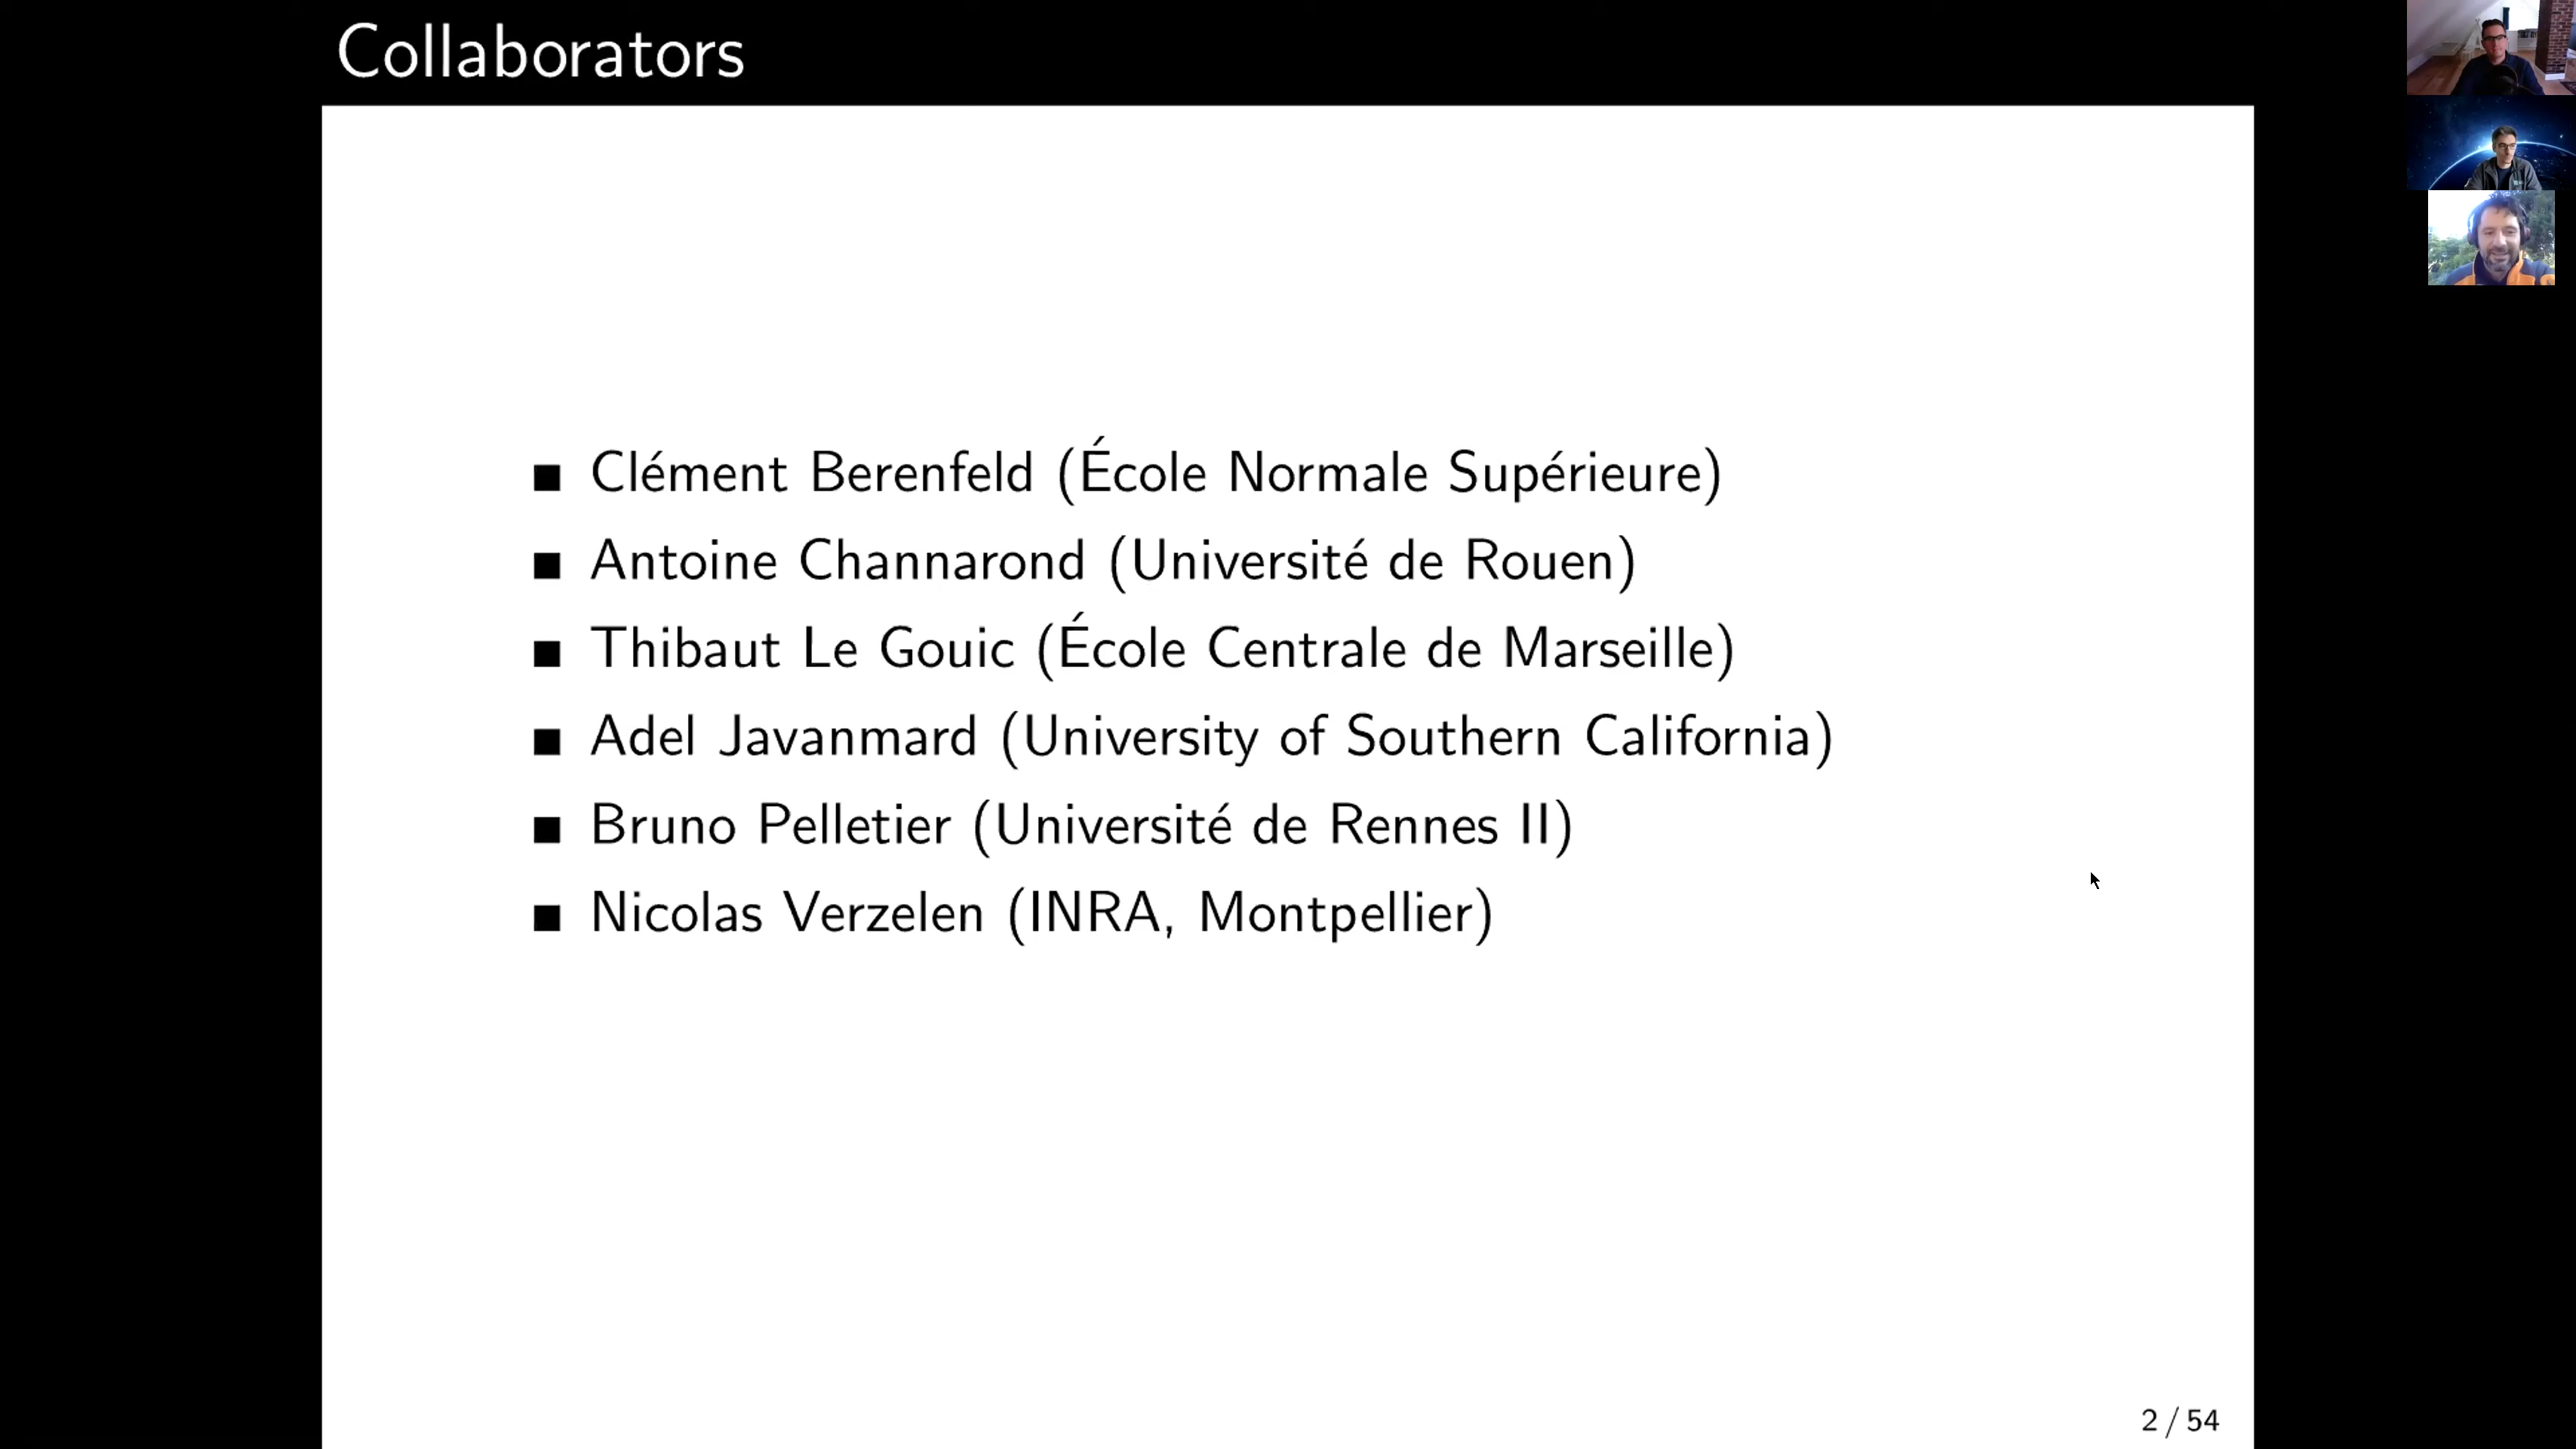 Collaborators
■ Clément Berenfeld (École Normale Supérieure)
■ Antoine Channarond (Université de Rouen)
■ Thibaut Le Gouic (École Centrale de Marseille)
■ Adel Javanmard (University of Southern California)
■ Bruno Pelletier (Université de Rennes II)
■ Nicolas Verzelen (INRA, Montpellier)
2 / 54